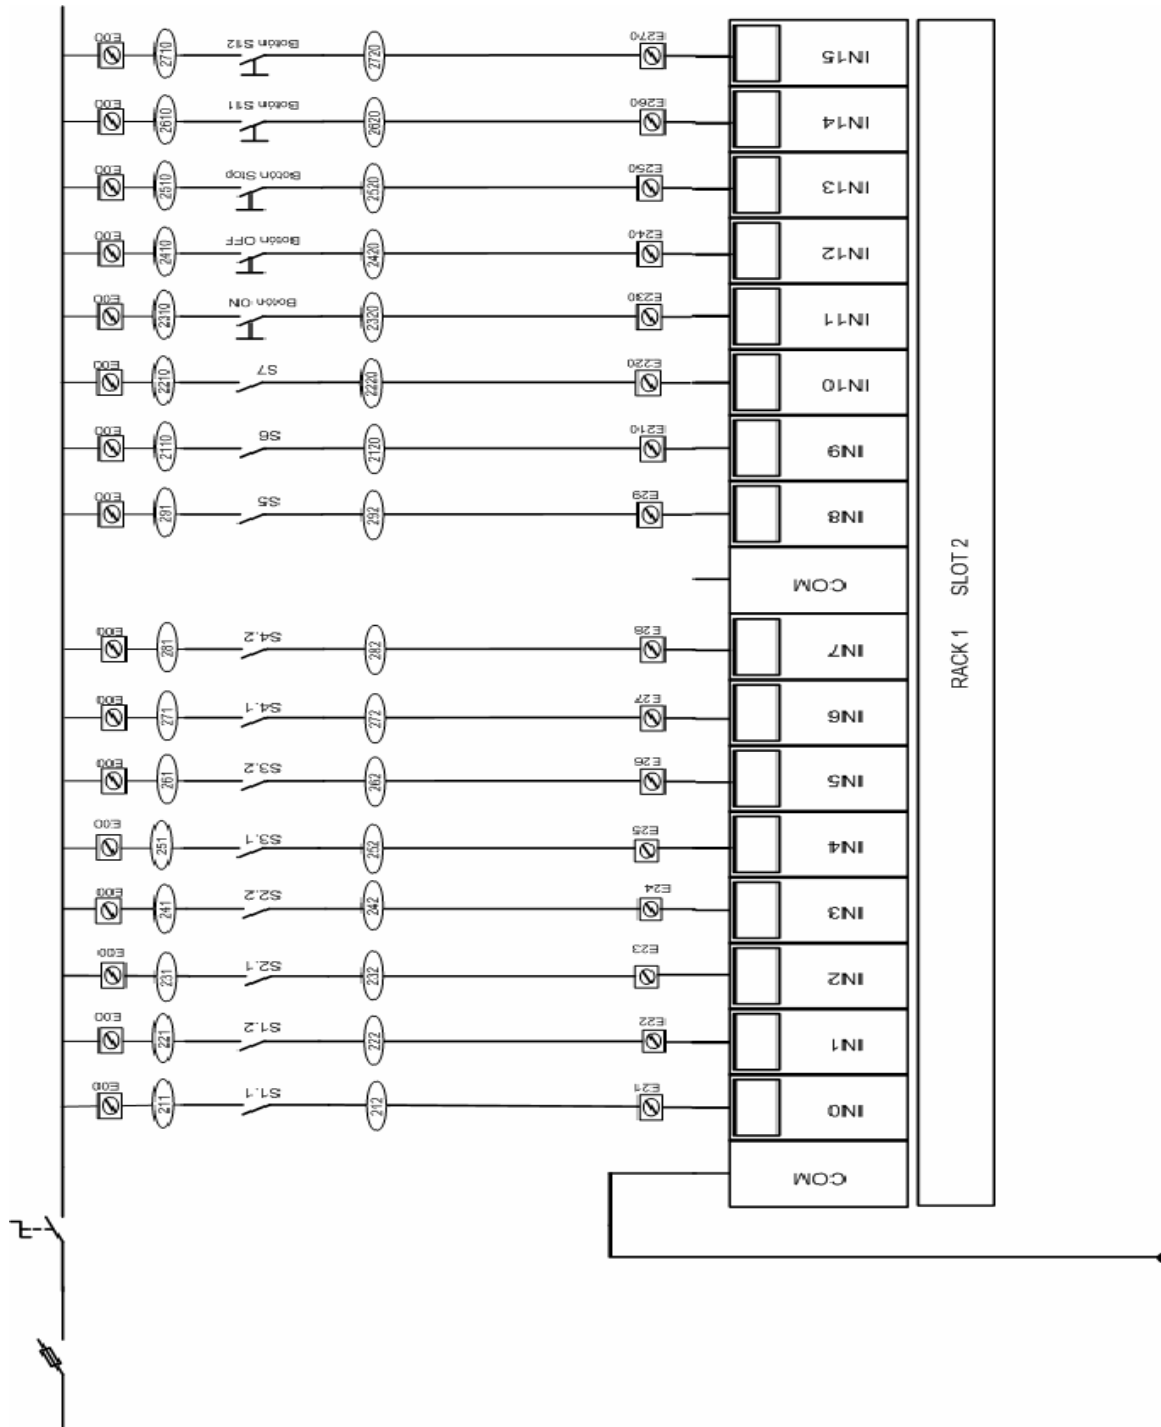 E00 2710 Botón S12 2720 E270 IN15
E00 2610 Botón S11 2620 E260 IN14
E00 2510 Botón Stop 2520 E250 IN13
E00 2410 Botón OFF 2420 E240 IN12
E00 2310 Botón ON 2320 E230 IN11
E00 2210 S7 2220 E220 IN10
E00 2110 S6 2120 E210 IN9
E00 291 S5 292 E29 IN8
COM
E00 281 S4.2 282 E28 IN7
E00 271 S4.1 272 E27 IN6
E00 261 S3.2 262 E26 IN5
E00 251 S3.1 252 E25 IN4
E00 241 S2.2 242 E24 IN3
E00 231 S2.1 232 E23 IN2
E00 221 S1.2 222 E22 IN1
E00 211 S1.1 212 E21 IN0
COM
RACK 1 SLOT 2